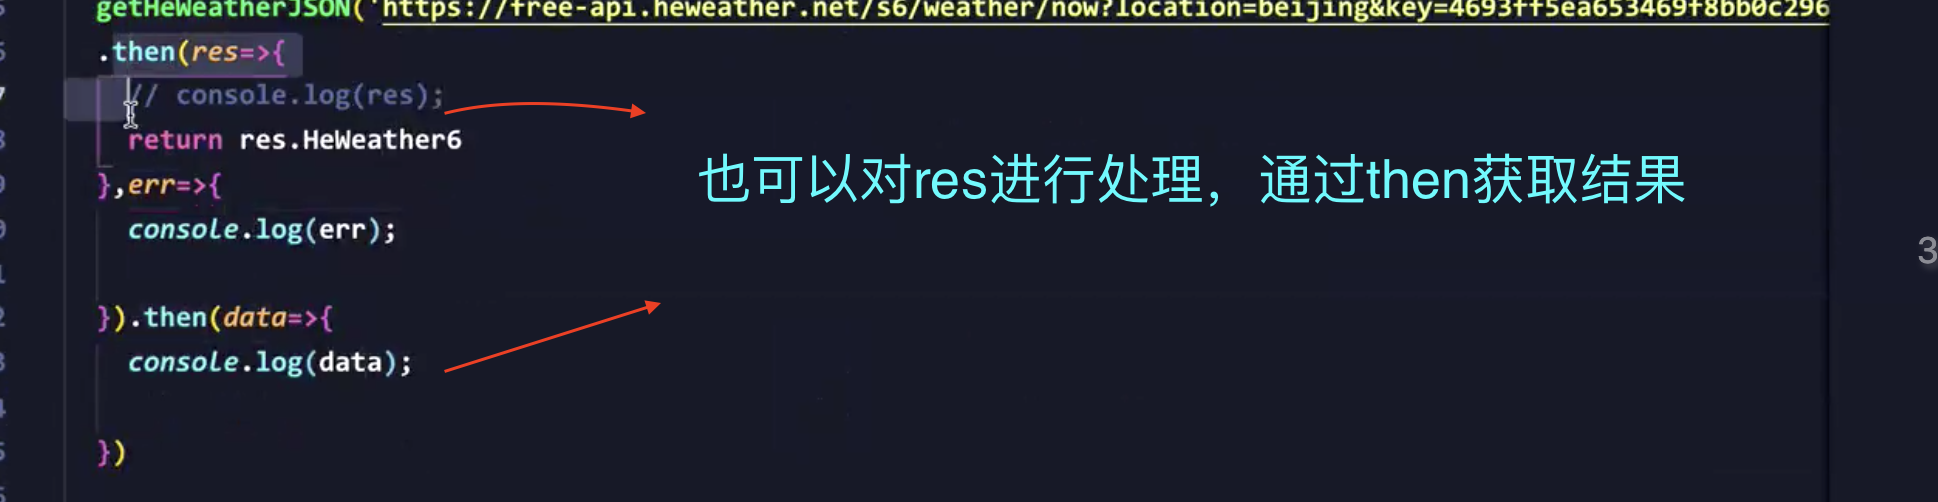 getHeWeatherJSON('https://free-api.heweather.net/s6/weather/now?location=beijing&key=4693ff5ea653469f8bb0c296
.then(res=>{
// console.log(res);
return res.HeWeather6
也可以对res进行处理，通过then获取结果
},err=>{
console.log(err);
3
}).then(data=>{
console.log(data);
})